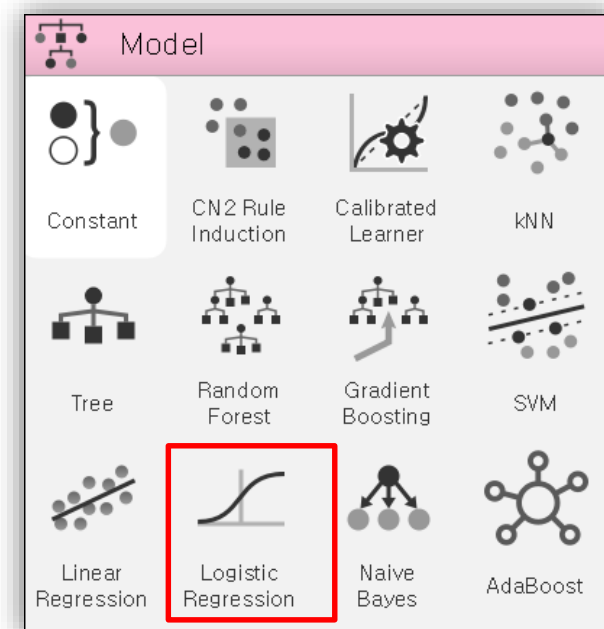 Model
Constant
CN2 Rule
Induction
Calibrated
Learner
kNN
Tree
Random
Forest
Gradient
Boosting
SVM
Linear
Regression
Logistic
Regression
Naive
Bayes
AdaBoost